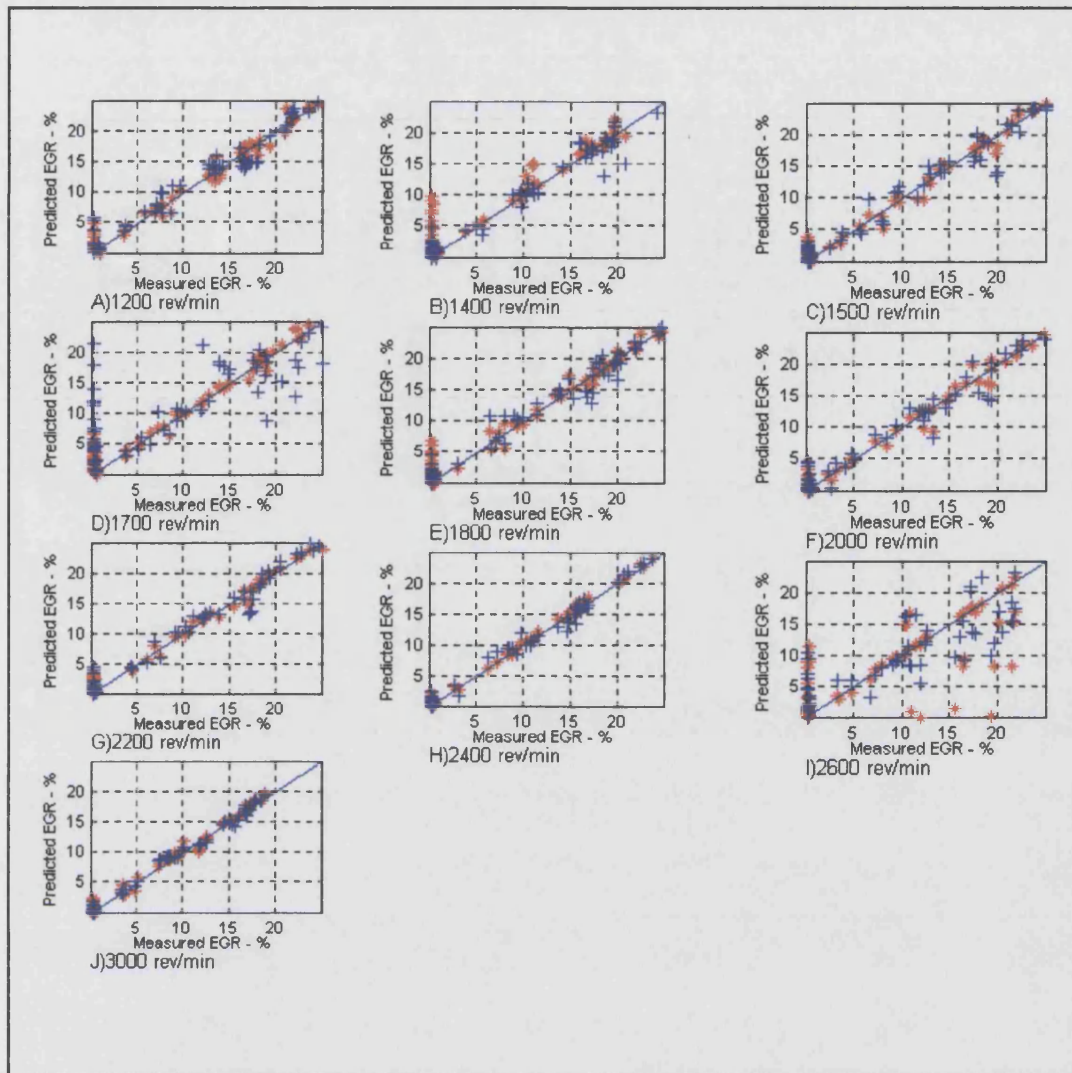 Predicted EGR - %
20
15
10
5
5 10 15 20
Measured EGR - %
A)1200 rev/min
Predicted EGR - %
20
15
10
5
5 10 15 20
Measured EGR - %
B)1400 rev/min
Predicted EGR - %
20
15
10
5
5 10 15 20
Measured EGR - %
C)1500 rev/min
Predicted EGR - %
20
15
10
5
5 10 15 20
Measured EGR - %
D)1700 rev/min
Predicted EGR - %
20
15
10
5
5 10 15 20
Measured EGR - %
E)1800 rev/min
Predicted EGR - %
20
15
10
5
5 10 15 20
Measured EGR - %
F)2000 rev/min
Predicted EGR - %
20
15
10
5
5 10 15 20
Measured EGR - %
G)2200 rev/min
Predicted EGR - %
20
15
10
5
5 10 15 20
Measured EGR - %
H)2400 rev/min
Predicted EGR - %
20
15
10
5
5 10 15 20
Measured EGR - %
I)2600 rev/min
Predicted EGR - %
20
15
10
5
5 10 15 20
Measured EGR - %
J)3000 rev/min